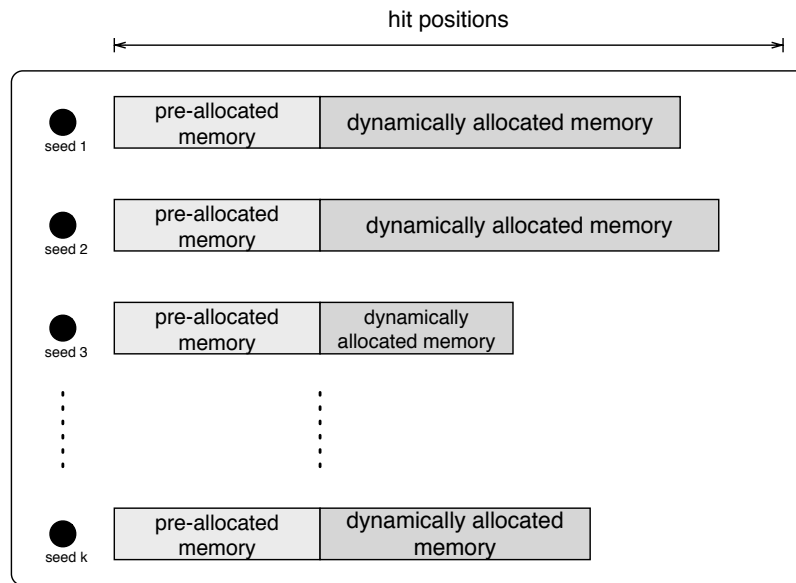 hit positions
pre-allocated
memory
dynamically allocated memory
seed 1
pre-allocated
memory
dynamically allocated memory
seed 2
pre-allocated
memory
dynamically
allocated memory
seed 3
pre-allocated
memory
dynamically allocated
memory
seed k